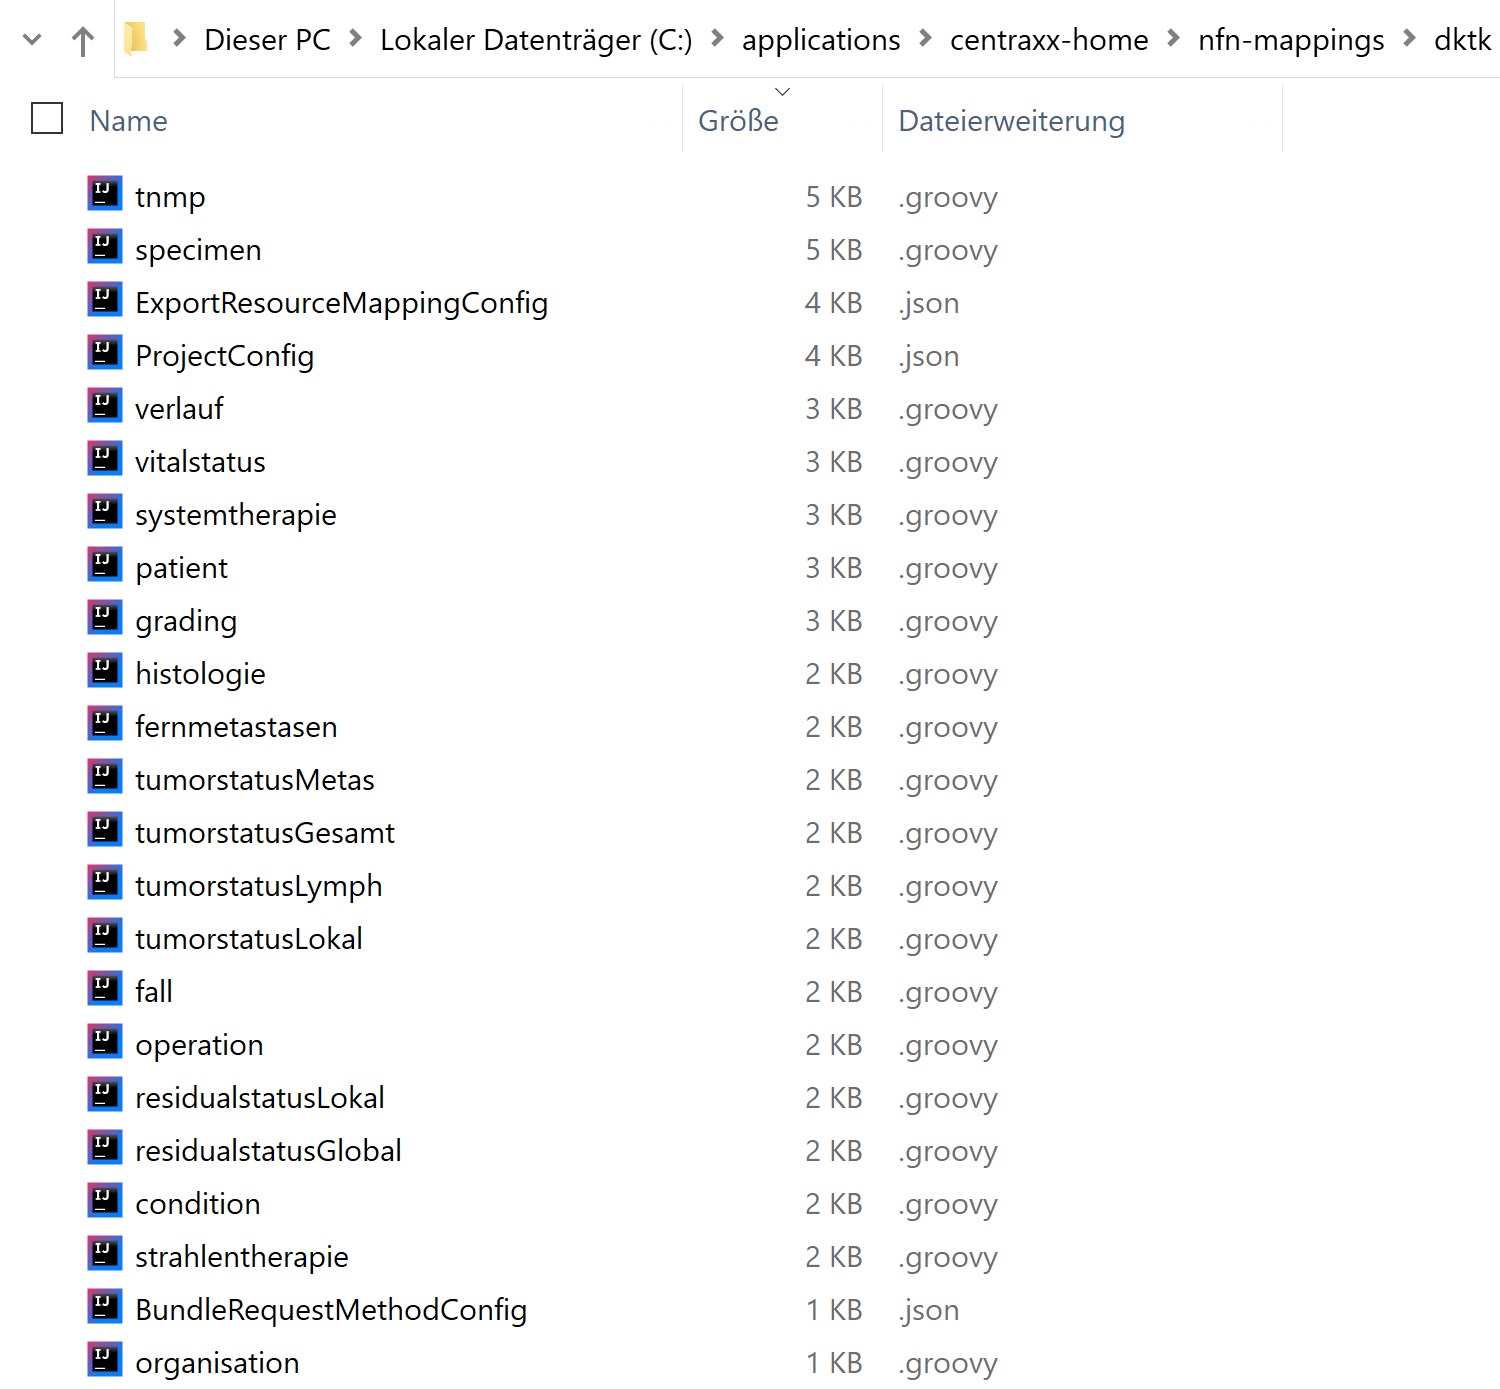 Dieser PC > Lokaler Datenträger (C:) > applications > centraxx-home > nfn-mappings > dktk
Name Größe Dateierweiterung
tnmp 5 KB .groovy
specimen 5 KB .groovy
ExportResourceMappingConfig 4 KB .json
ProjectConfig 4 KB .json
verlauf 3 KB .groovy
vitalstatus 3 KB .groovy
systemtherapie 3 KB .groovy
patient 3 KB .groovy
grading 3 KB .groovy
histologie 2 KB .groovy
fernmetastasen 2 KB .groovy
tumorstatusMetas 2 KB .groovy
tumorstatusGesamt 2 KB .groovy
tumorstatusLymph 2 KB .groovy
tumorstatusLokal 2 KB .groovy
fall 2 KB .groovy
operation 2 KB .groovy
residualstatusLokal 2 KB .groovy
residualstatusGlobal 2 KB .groovy
condition 2 KB .groovy
strahlentherapie 2 KB .groovy
BundleRequestMethodConfig 1 KB .json
organisation 1 KB .groovy